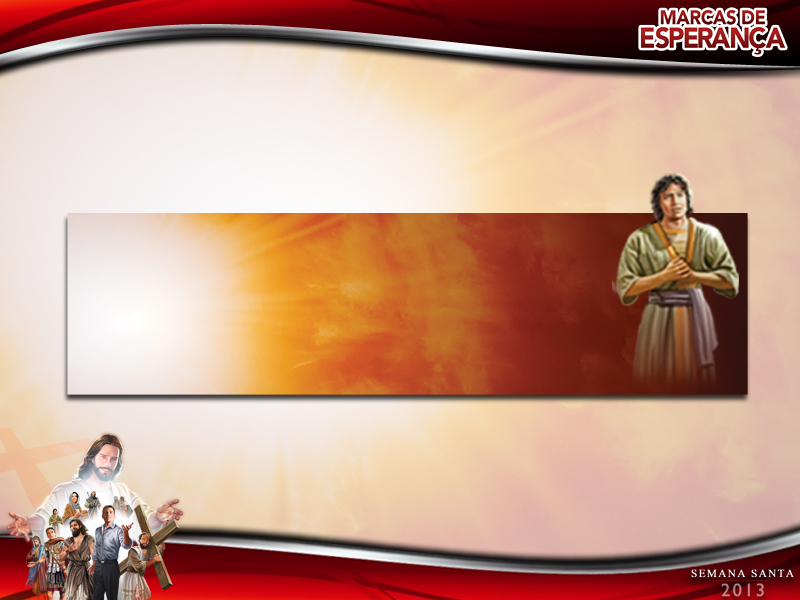 MARCAS DE
ESPERANÇA
SEMANA SANTA
2013